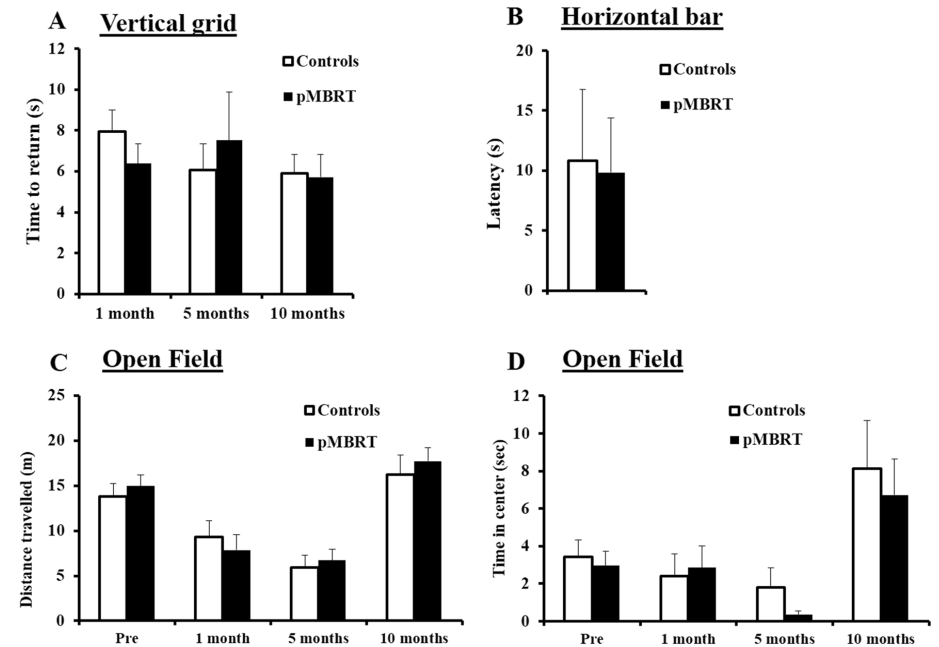 A Vertical grid
12
10
8
6
4
2
0
Time to return (s)
Controls
pMBRT
1 month 5 months 10 months
B Horizontal bar
20
15
10
5
0
Latency (s)
Controls
pMBRT
C Open Field
25
20
15
10
5
0
Distance travelled (m)
Controls
pMBRT
Pre 1 month 5 months 10 months
D Open Field
12
10
8
6
4
2
0
Time in center (sec)
Controls
pMBRT
Pre 1 month 5 months 10 months